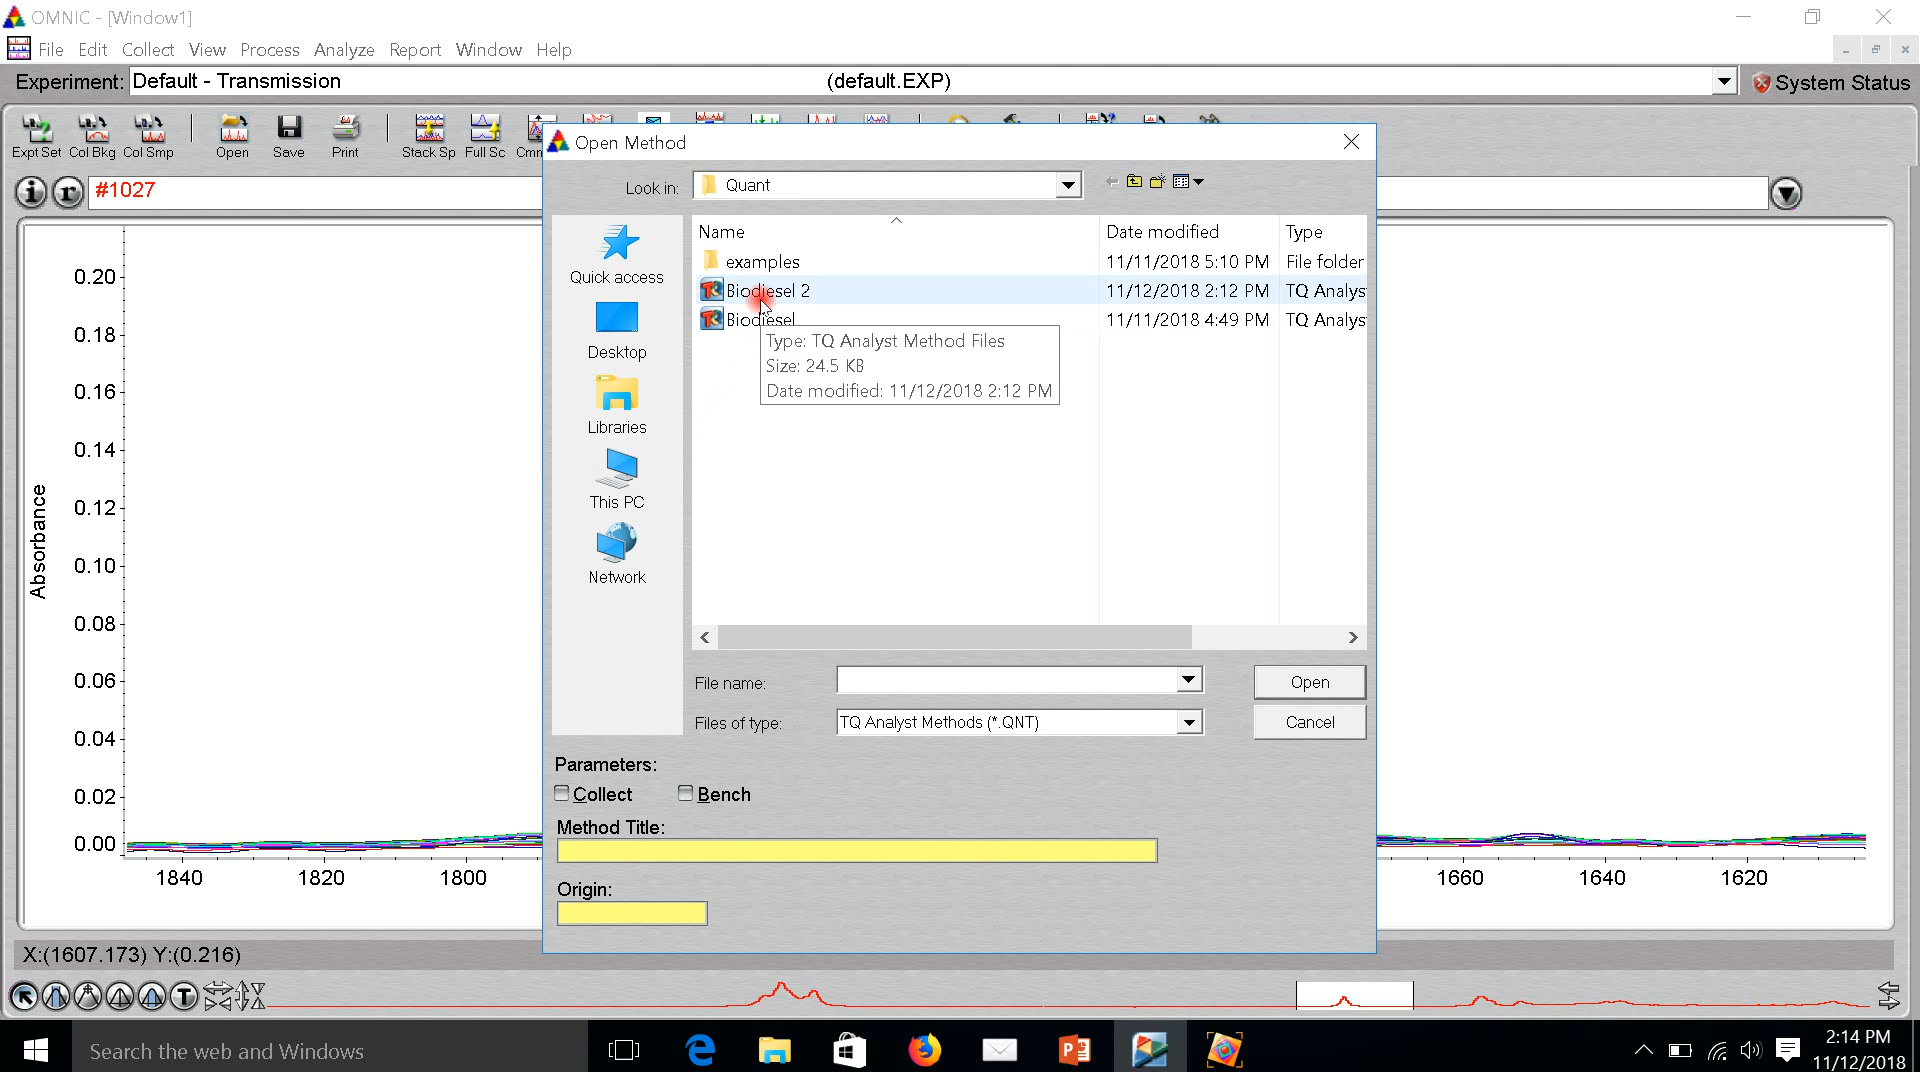 OMNIC - [Window1]
File Edit Collect View Process Analyze Report Window Help
Experiment: Default - Transmission (default.EXP) System Status
Expt Set Col Bkg Col Smp Open Save Print Stack Sp Full Sc Cmn
#1027
Open Method
Look in: Quant
Name Date modified Type
examples 11/11/2018 5:10 PM File folder
Biodiesel 2 11/12/2018 2:12 PM TQ Analys
Biodiesel 11/11/2018 4:49 PM TQ Analys
Type: TQ Analyst Method Files
Size: 24.5 KB
Date modified: 11/12/2018 2:12 PM
Quick access
Desktop
Libraries
This PC
Network
File name: Open
Files of type: TQ Analyst Methods (*.QNT) Cancel
Parameters:
Collect Bench
Method Title:
Origin:
Absorbance
0.20
0.18
0.16
0.14
0.12
0.10
0.08
0.06
0.04
0.02
0.00
1840 1820 1800 1660 1640 1620
X:(1607.173) Y:(0.216)
T
Search the web and Windows
2:14 PM
11/12/2018